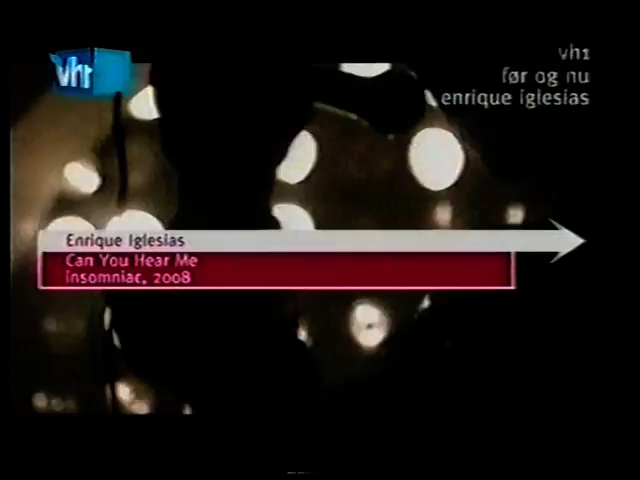 vh1
vh1
før og nu
enrique iglesias
Enrique Iglesias
Can You Hear Me
Insomniac, 2008